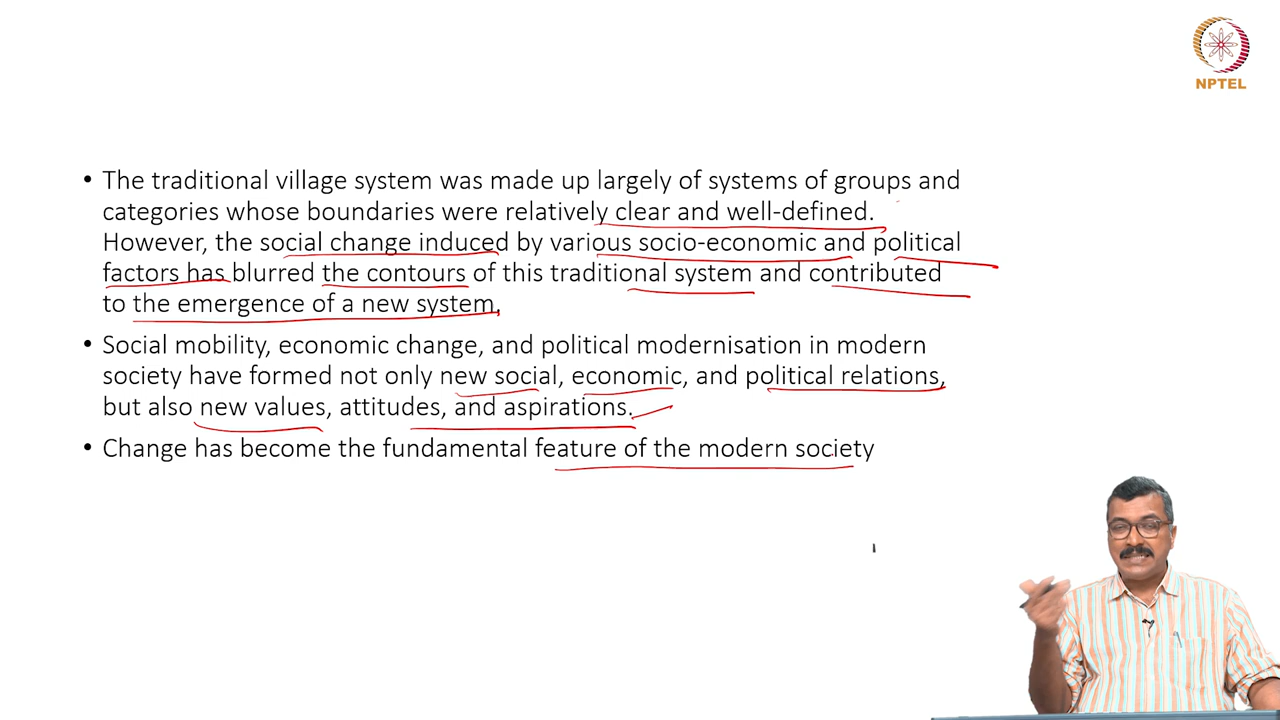 NPTEL
• The traditional village system was made up largely of systems of groups and
categories whose boundaries were relatively clear and well-defined.
However, the social change induced by various socio-economic and political
factors has blurred the contours of this traditional system and contributed
to the emergence of a new system.
• Social mobility, economic change, and political modernisation in modern
society have formed not only new social, economic, and political relations,
but also new values, attitudes, and aspirations.
• Change has become the fundamental feature of the modern society